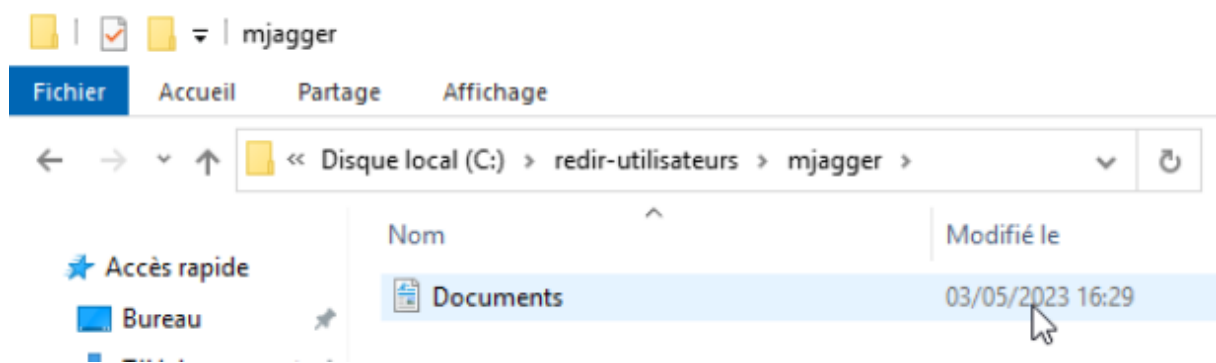 mjagger
Fichier Accueil Partage Affichage
« Disque local (C:) > redir-utilisateurs > mjagger >
Nom Modifié le
Accès rapide
Documents 03/05/2023 16:29
Bureau